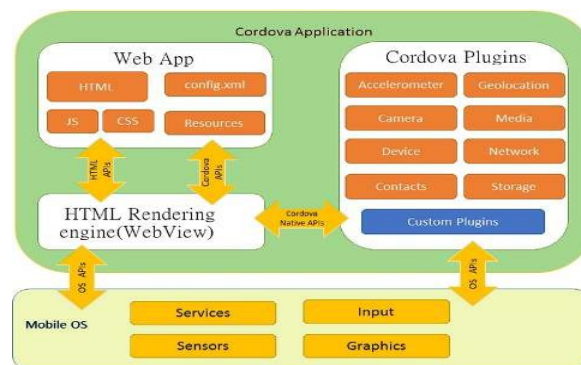 Cordova Application
Web App
HTML
config.xml
JS
CSS
Resources
HTML
APIs
Cordova
APIs
HTML Rendering
engine(WebView)
Cordova
Native APIs
Cordova Plugins
Accelerometer
Geolocation
Camera
Media
Device
Network
Contacts
Storage
Custom Plugins
OS APIs
OS APIs
Mobile OS
Services
Input
Sensors
Graphics